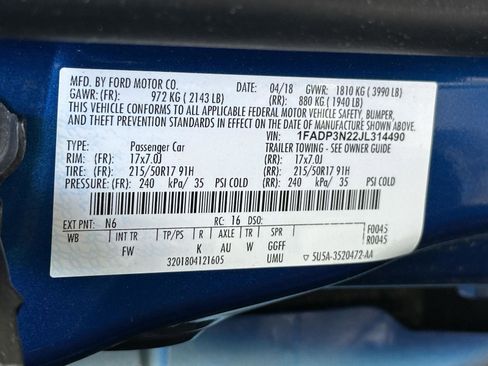 MFD. BY FORD MOTOR CO. 04/18 GVWR: 1810 KG ( 3990 LB)
GAWR: (FR): 972 KG ( 2143 LB) (RR): 880 KG ( 1940 LB)
THIS VEHICLE CONFORMS TO ALL APPLICABLE FEDERAL MOTOR VEHICLE SAFETY, BUMPER,
AND THEFT PREVENTION STANDARDS IN EFFECT ON THE DATE OF MANUFACTURE SHOWN ABOVE.
VIN: 1FADP3N22JL314490
TYPE: Passenger Car TRAILER TOWING - SEE OWNER GUIDE
RIM: (FR): 17x7.0J (RR): 17x7.0J
TIRE: (FR): 215/50R17 91H (RR): 215/50R17 91H
PRESSURE: (FR): 240 kPa/ 35 PSI COLD (RR): 240 kPa/ 35 PSI COLD
EXT PNT: N6 RC: 16 DSO: F0045
WB INT TR TP/PS R AXLE TR SPR R0045
FW K AU W GGFF
3201804121605 UMU ▽ 5U5A-3520472-AA